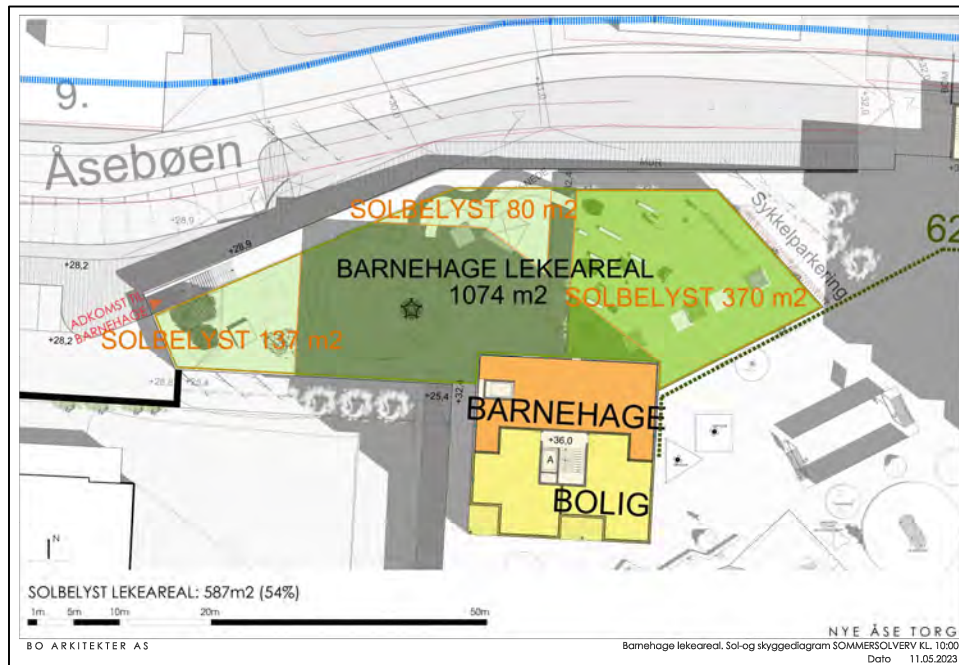 9.
Åsebøen
+32,0
+28,9
+28,9
+28,2
+28,2
MUR
SOLBELYST 80 m2
Sykkelparkering
62
BARNEHAGE LEKEAREAL
1074 m2
SOLBELYST 370 m2
ADKOMST TIL
BARNEHAGE
SOLBELYST 137 m2
+25,4
+25,4
+32,4
BARNEHAGE
+36,0
A
BOLIG
N
SOLBELYST LEKEAREAL: 587m2 (54%)
1m 5m 10m 20m 50m
NYE ÅSE TORG
BO ARKITEKTER AS
Barnehage lekeareal. Sol-og skyggediagram SOMMERSOLVERV KL. 10:00
Dato 11.05.2023